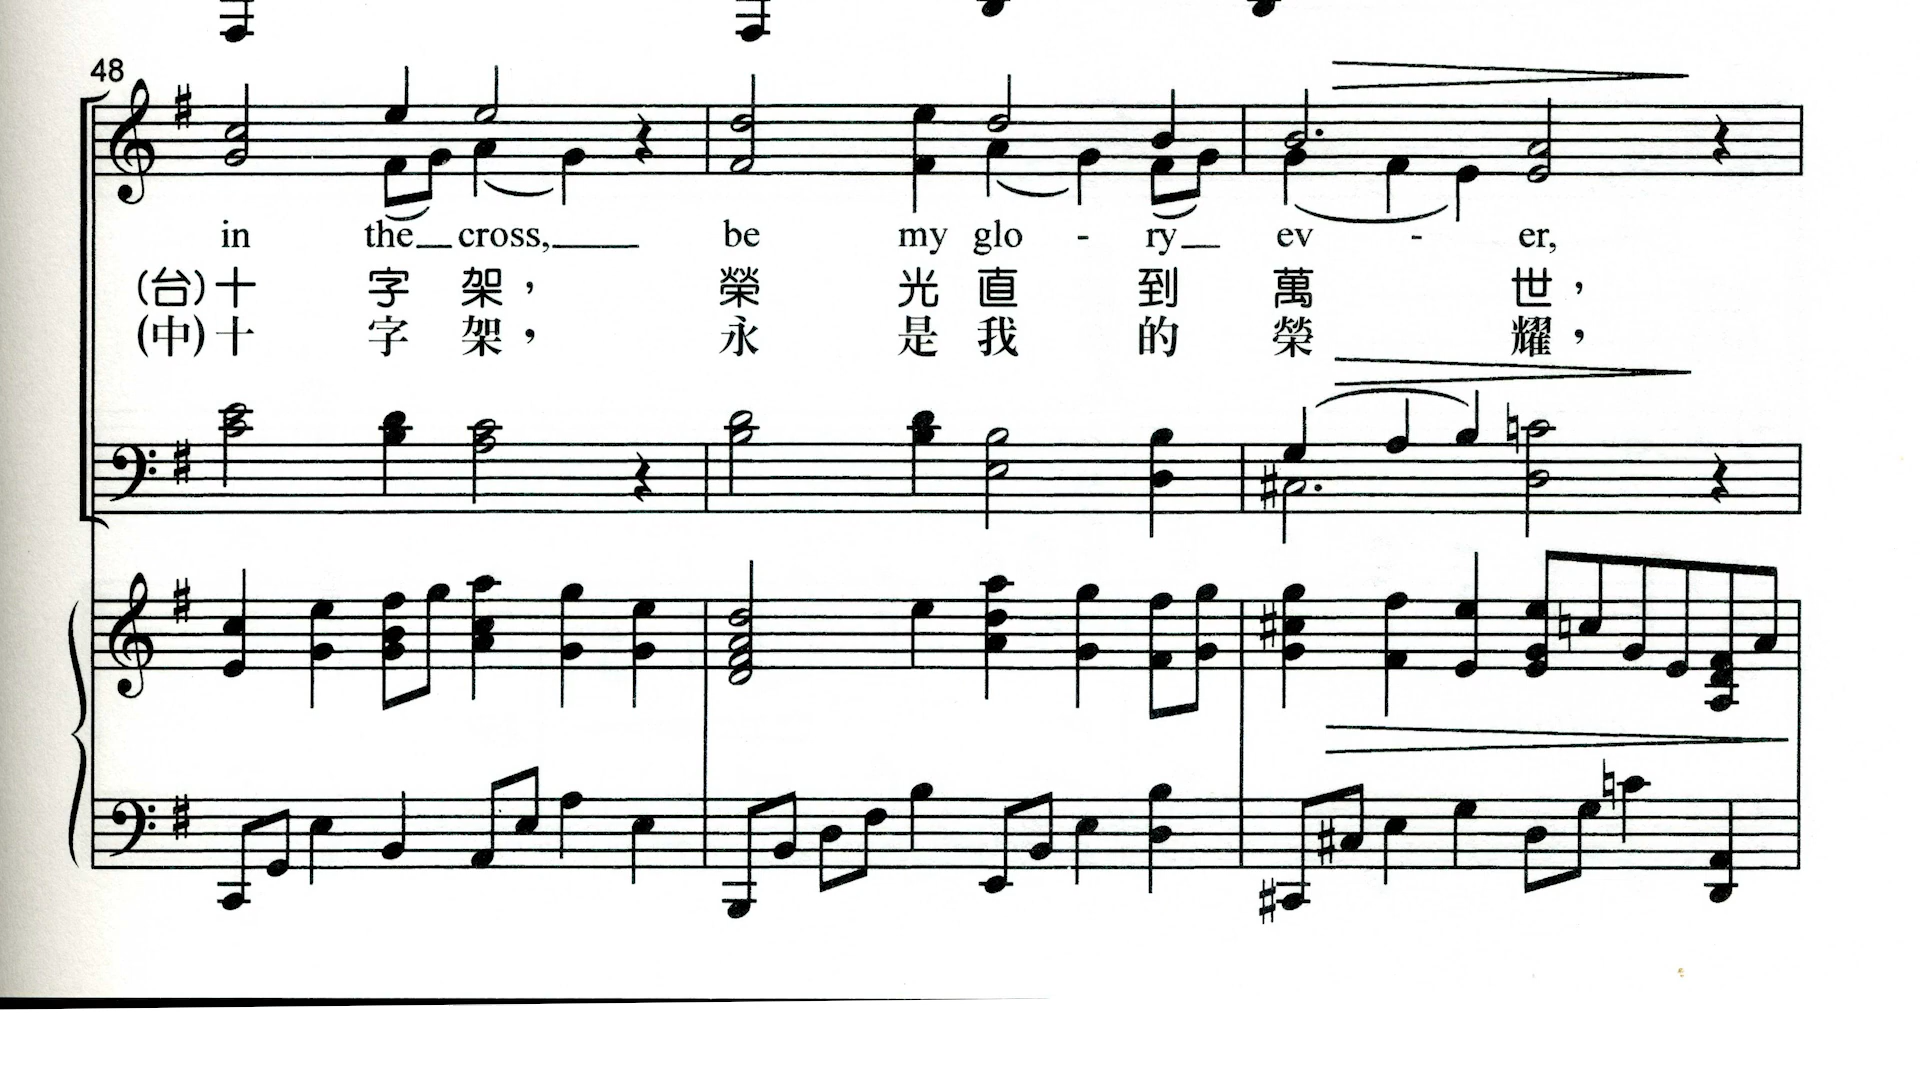 48
in the cross, be my glo - ry ev - er,
(台)十 字 架， 榮 光 直 到 萬 世，
(中)十 字 架， 永 是 我 的 榮 耀，